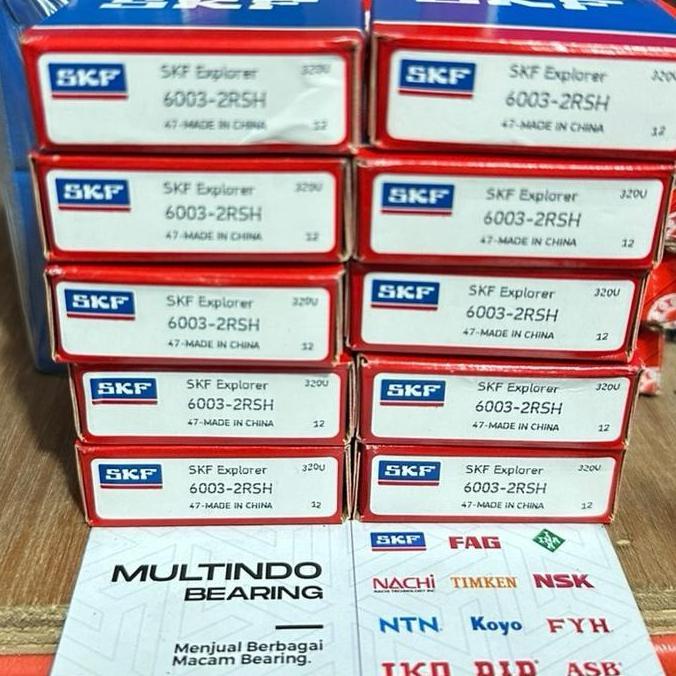 SKF
SKF
SKF SKF Explorer 320U
6003-2RSH
47-MADE IN CHINA 12
SKF SKF Explorer 320U
6003-2RSH
47-MADE IN CHINA 12
SKF SKF Explorer 320U
6003-2RSH
47-MADE IN CHINA 12
SKF SKF Explorer 320U
6003-2RSH
47-MADE IN CHINA 12
SKF SKF Explorer 320U
6003-2RSH
47-MADE IN CHINA 12
SKF SKF Explorer 320U
6003-2RSH
47-MADE IN CHINA 12
SKF SKF Explorer 320U
6003-2RSH
47-MADE IN CHINA 12
SKF SKF Explorer 320U
6003-2RSH
47-MADE IN CHINA 12
SKF SKF Explorer 320U
6003-2RSH
47-MADE IN CHINA 12
SKF SKF Explorer 320U
6003-2RSH
47-MADE IN CHINA 12
MULTINDO
BEARING
Menjual Berbagai
Macam Bearing.
SKF FAG INA
NACHi TIMKEN NSK
NACHI TECHNOLOGY INC
NTN Koyo FYH
IKO DID ASB